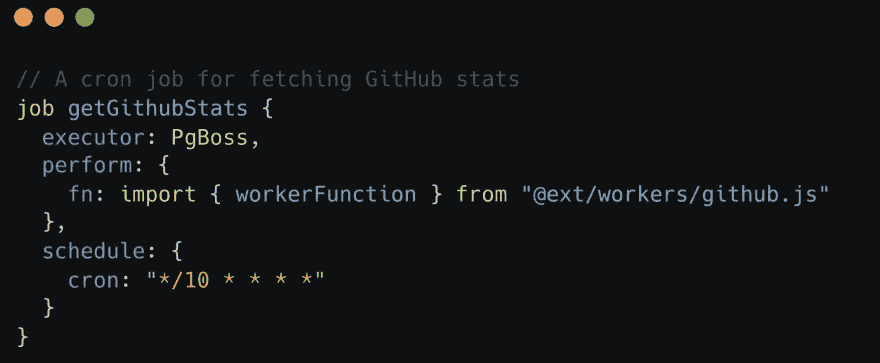 // A cron job for fetching GitHub stats
job getGithubStats {
  executor: PgBoss,
  perform: {
    fn: import { workerFunction } from "@ext/workers/github.js"
  },
  schedule: {
    cron: "*/10 * * * *"
  }
}